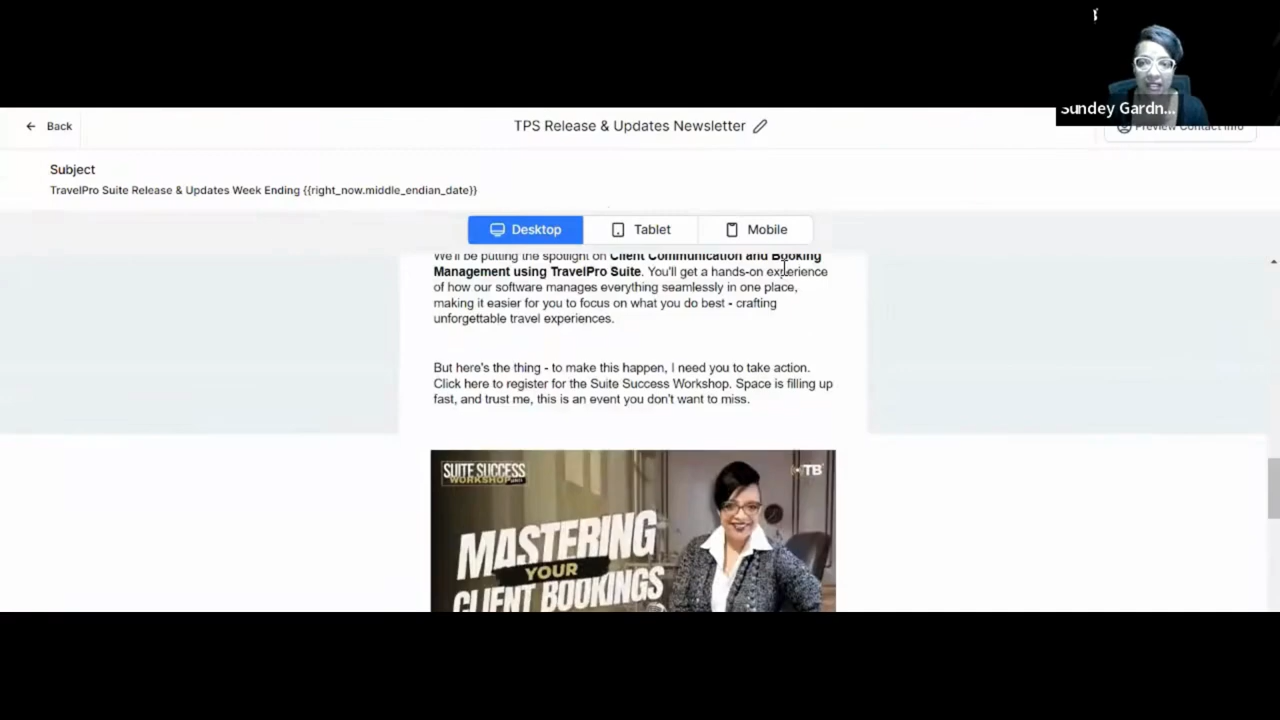 Sundey Gardn...
Back
TPS Release & Updates Newsletter
Preview Contact Info
Subject
TravelPro Suite Release & Updates Week Ending {{right_now.middle_endian_date}}
Desktop
Tablet
Mobile
We'll be putting the spotlight on Client Communication and Booking
Management using TravelPro Suite. You'll get a hands-on experience
of how our software manages everything seamlessly in one place,
making it easier for you to focus on what you do best - crafting
unforgettable travel experiences.
But here's the thing - to make this happen, I need you to take action.
Click here to register for the Suite Success Workshop. Space is filling up
fast, and trust me, this is an event you don't want to miss.
SUITE SUCCESS
WORKSHOP
TB
MASTERING
YOUR
CLIENT BOOKINGS